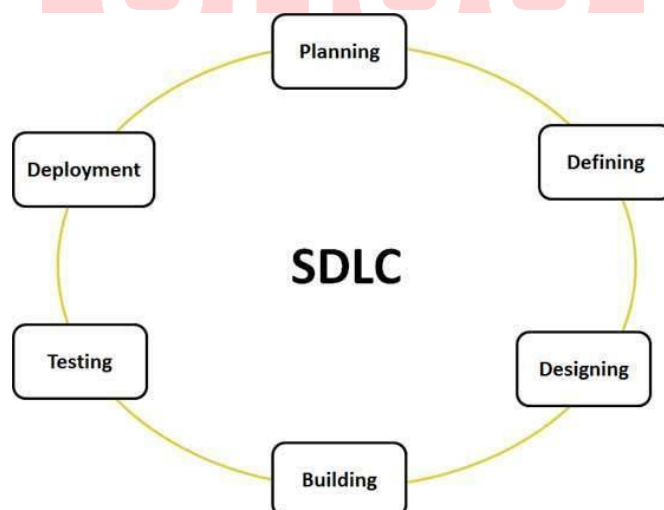 Planning
Defining
Designing
Building
Testing
Deployment
SDLC